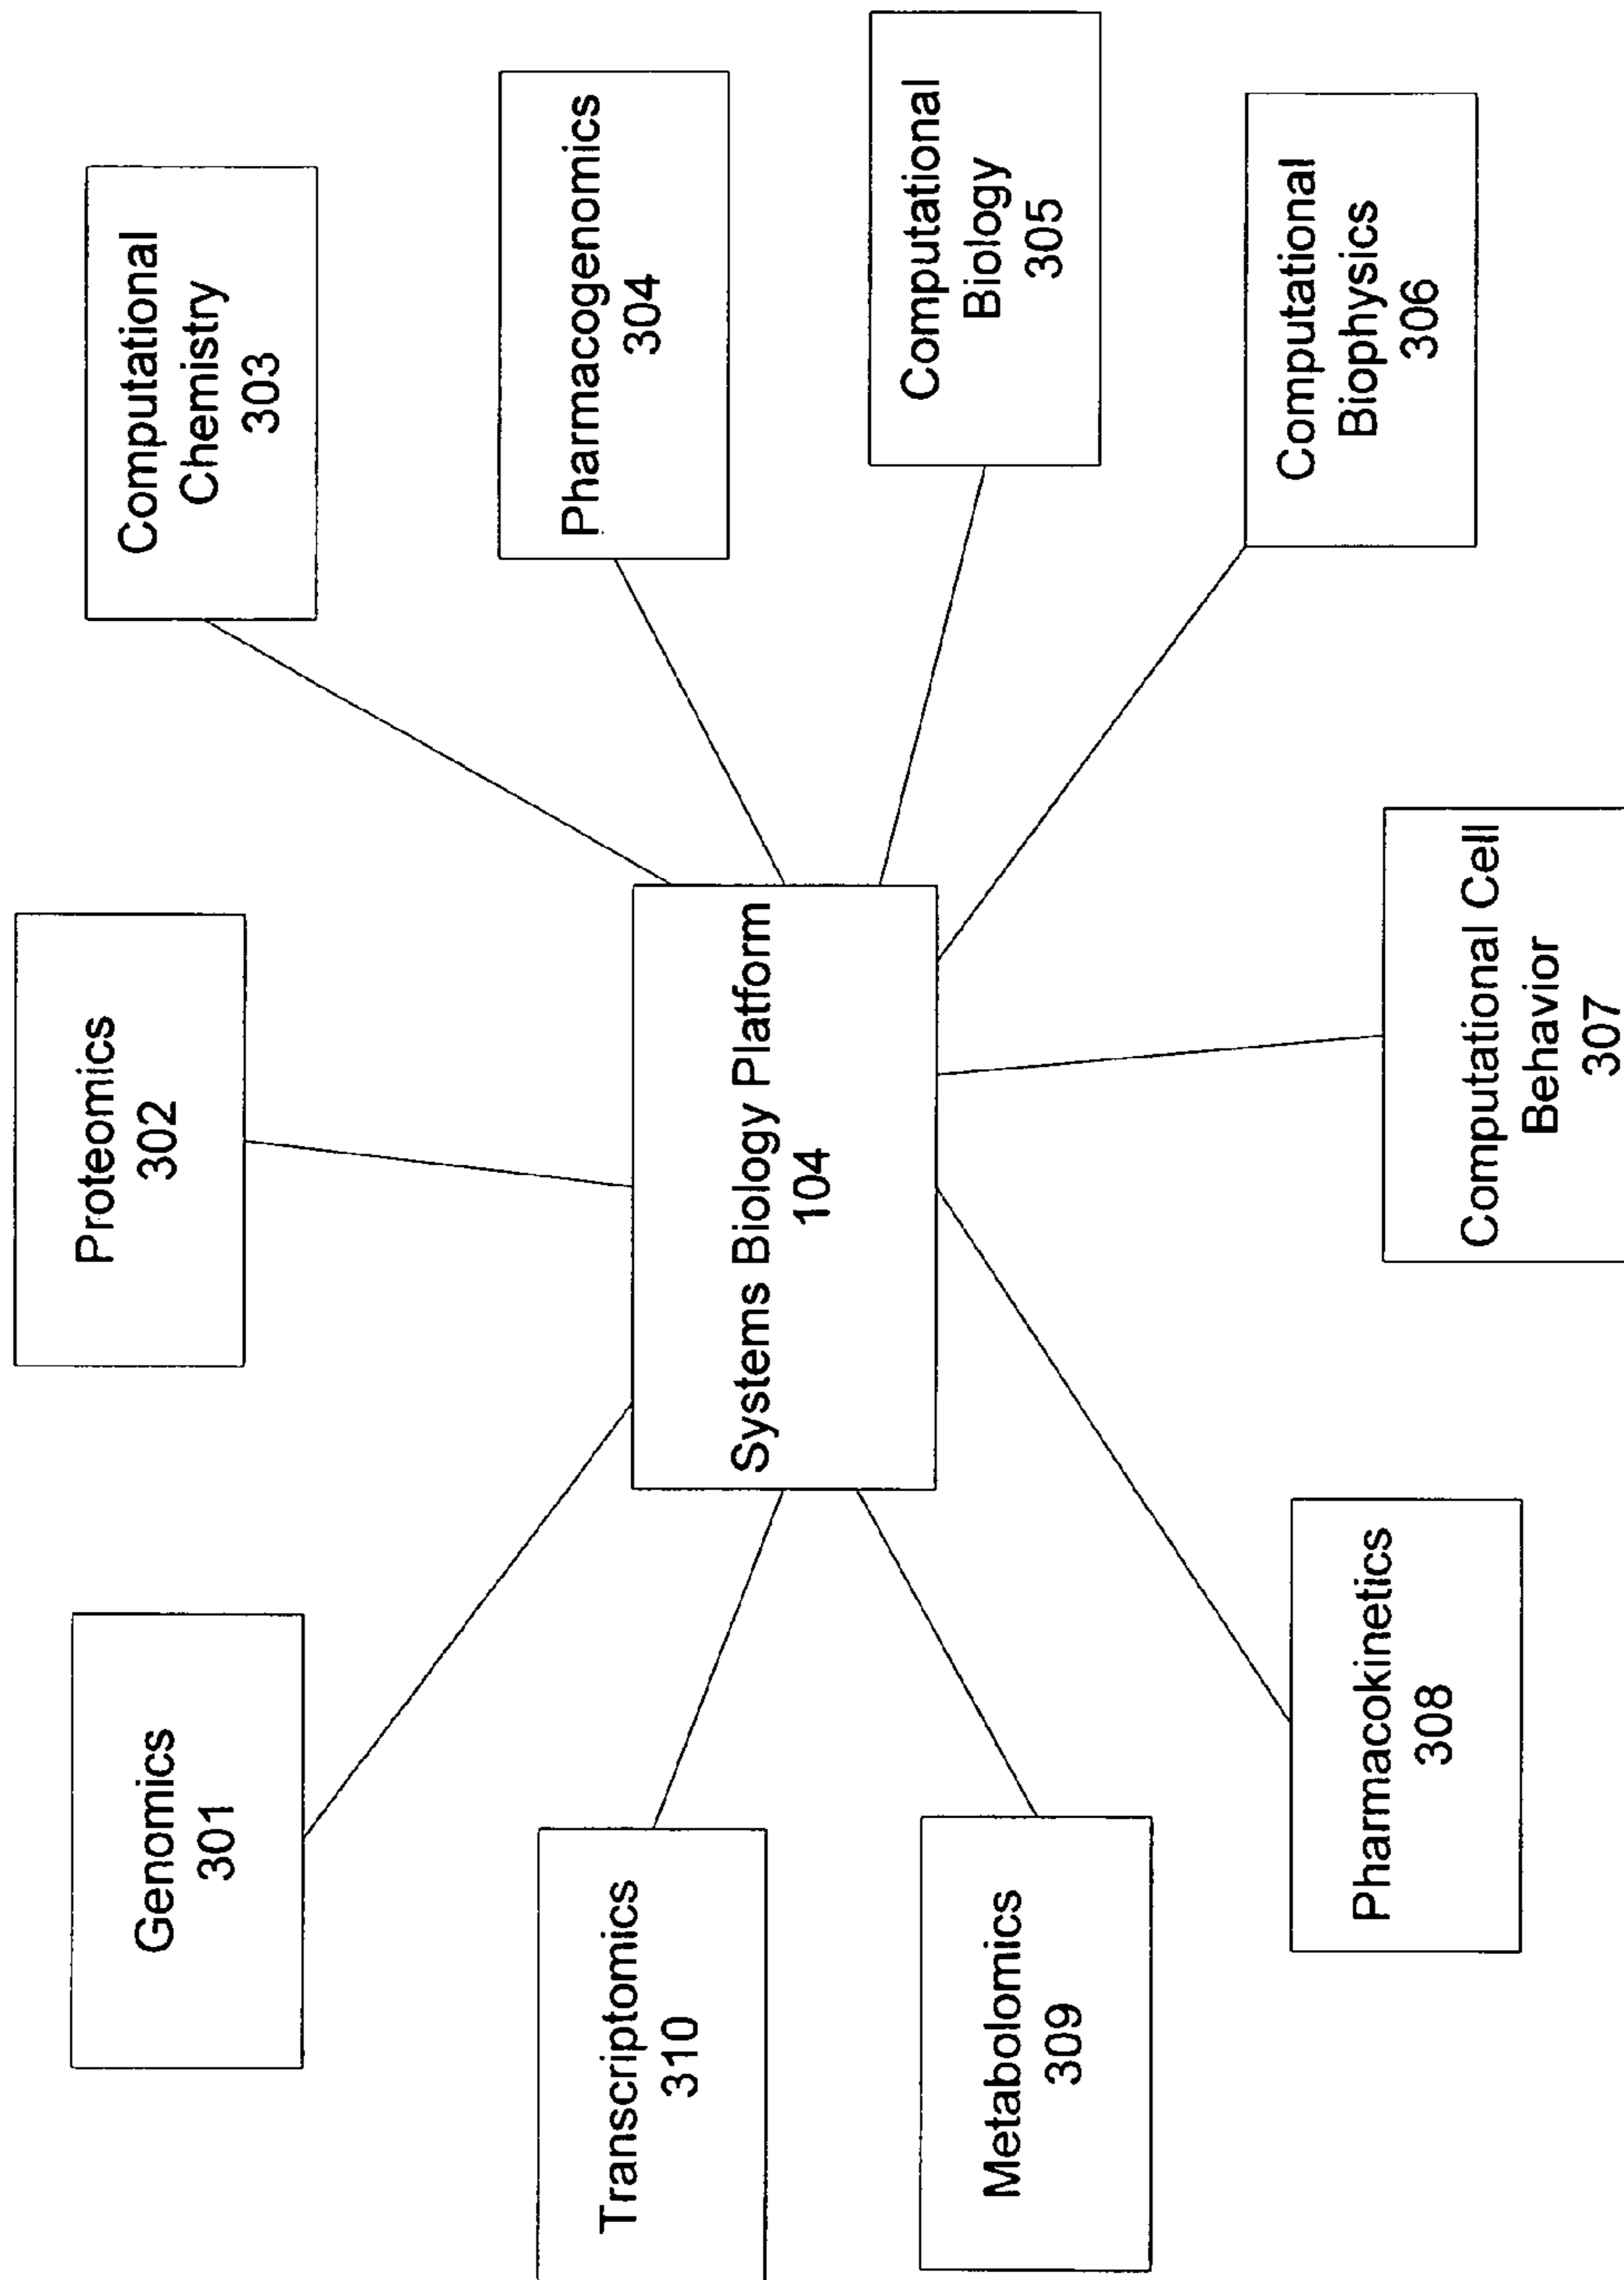 Genomics
301
Proteomics
302
Computational
Chemistry
303
Pharmacogenomics
304
Computational
Biology
305
Computational
Biophysics
306
Computational Cell
Behavior
307
Pharmacokinetics
308
Metabolomics
309
Transcriptomics
310
Systems Biology Platform
104